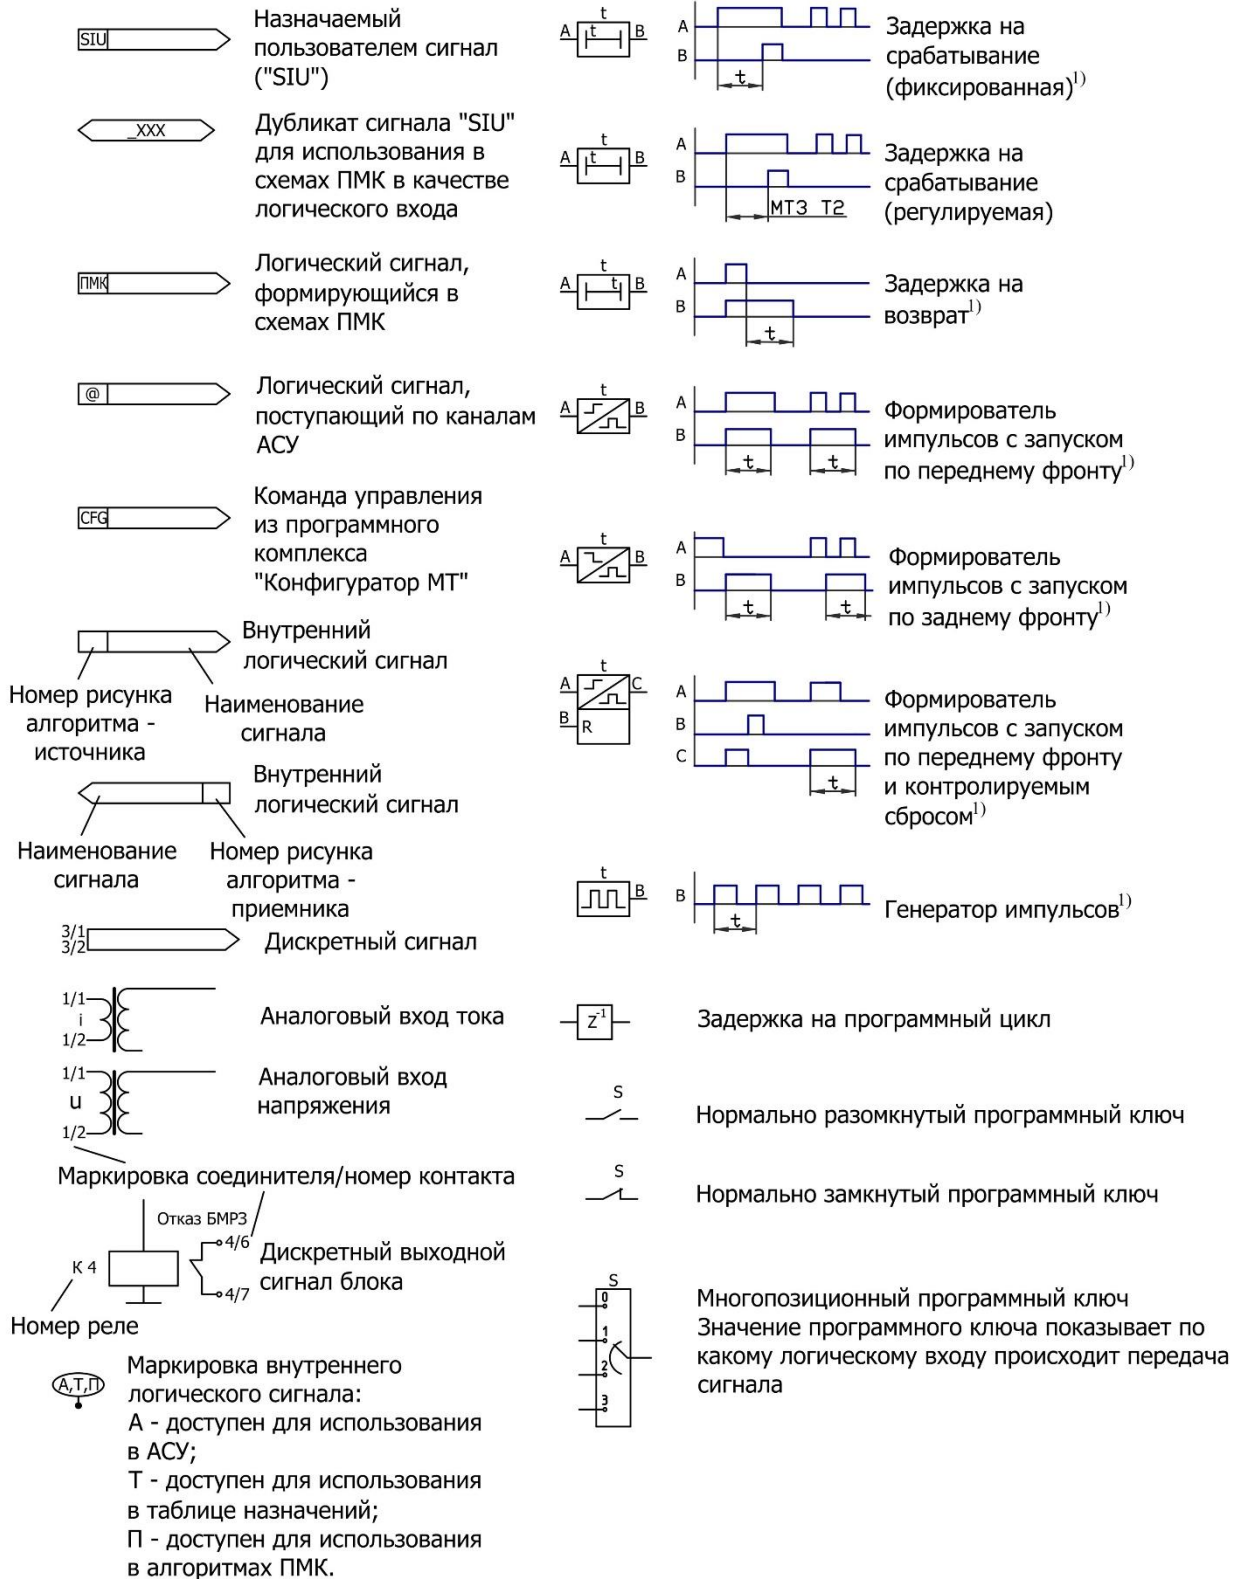 SIU
Назначаемый
пользователем сигнал
("SIU")
_XXX
Дубликат сигнала "SIU"
для использования в
схемах ПМК в качестве
логического входа
ПМК
Логический сигнал,
формирующийся в
схемах ПМК
@
Логический сигнал,
поступающий по каналам
АСУ
CFG
Команда управления
из программного
комплекса
"Конфигуратор МТ"
Внутренний
логический сигнал
Номер рисунка
алгоритма -
источника
Наименование
сигнала
Внутренний
логический сигнал
Наименование
сигнала
Номер рисунка
алгоритма -
приемника
3/1
3/2
Дискретный сигнал
1/1
i
1/2
Аналоговый вход тока
1/1
u
1/2
Аналоговый вход
напряжения
Маркировка соединителя/номер контакта
Отказ БМРЗ
К 4
4/6
4/7
Дискретный выходной
сигнал блока
Номер реле
А,Т,П
Маркировка внутреннего
логического сигнала:
А - доступен для использования
в АСУ;
Т - доступен для использования
в таблице назначений;
П - доступен для использования
в алгоритмах ПМК.
t
A t B
A
B
t
Задержка на
срабатывание
(фиксированная)1)
t
A t B
A
B
МТЗ Т2
Задержка на
срабатывание
(регулируемая)
t
A t B
A
B
t
Задержка на
возврат1)
t
A B
A
B
t t
Формирователь
импульсов с запуском
по переднему фронту1)
t
A B
A
B
t t
Формирователь
импульсов с запуском
по заднему фронту1)
t
A C
B R
A
B
C
t
Формирователь
импульсов с запуском
по переднему фронту
и контролируемым
сбросом1)
t
B
B
t
Генератор импульсов1)
Z-1
Задержка на программный цикл
S
Нормально разомкнутый программный ключ
S
Нормально замкнутый программный ключ
S
0
1
2
3
Многопозиционный программный ключ
Значение программного ключа показывает по
какому логическому входу происходит передача
сигнала